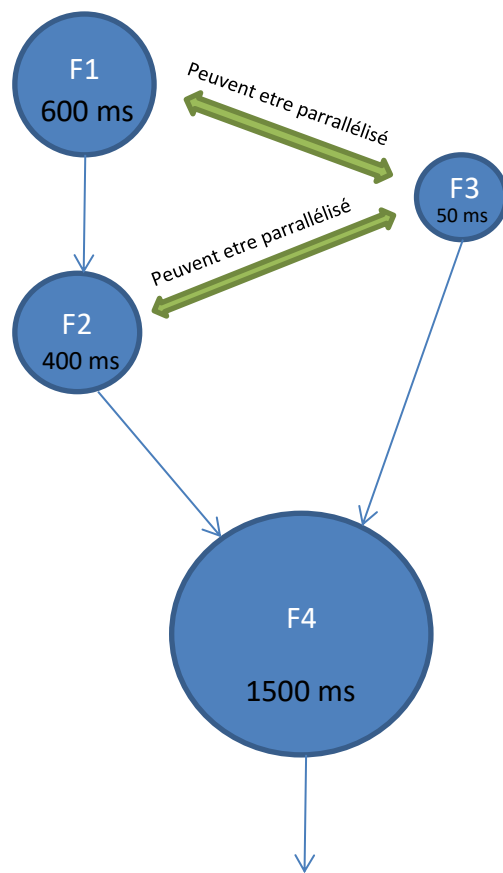 F1
600 ms
Peuvent etre parrallélisé
F3
50 ms
Peuvent etre parrallélisé
F2
400 ms
F4
1500 ms